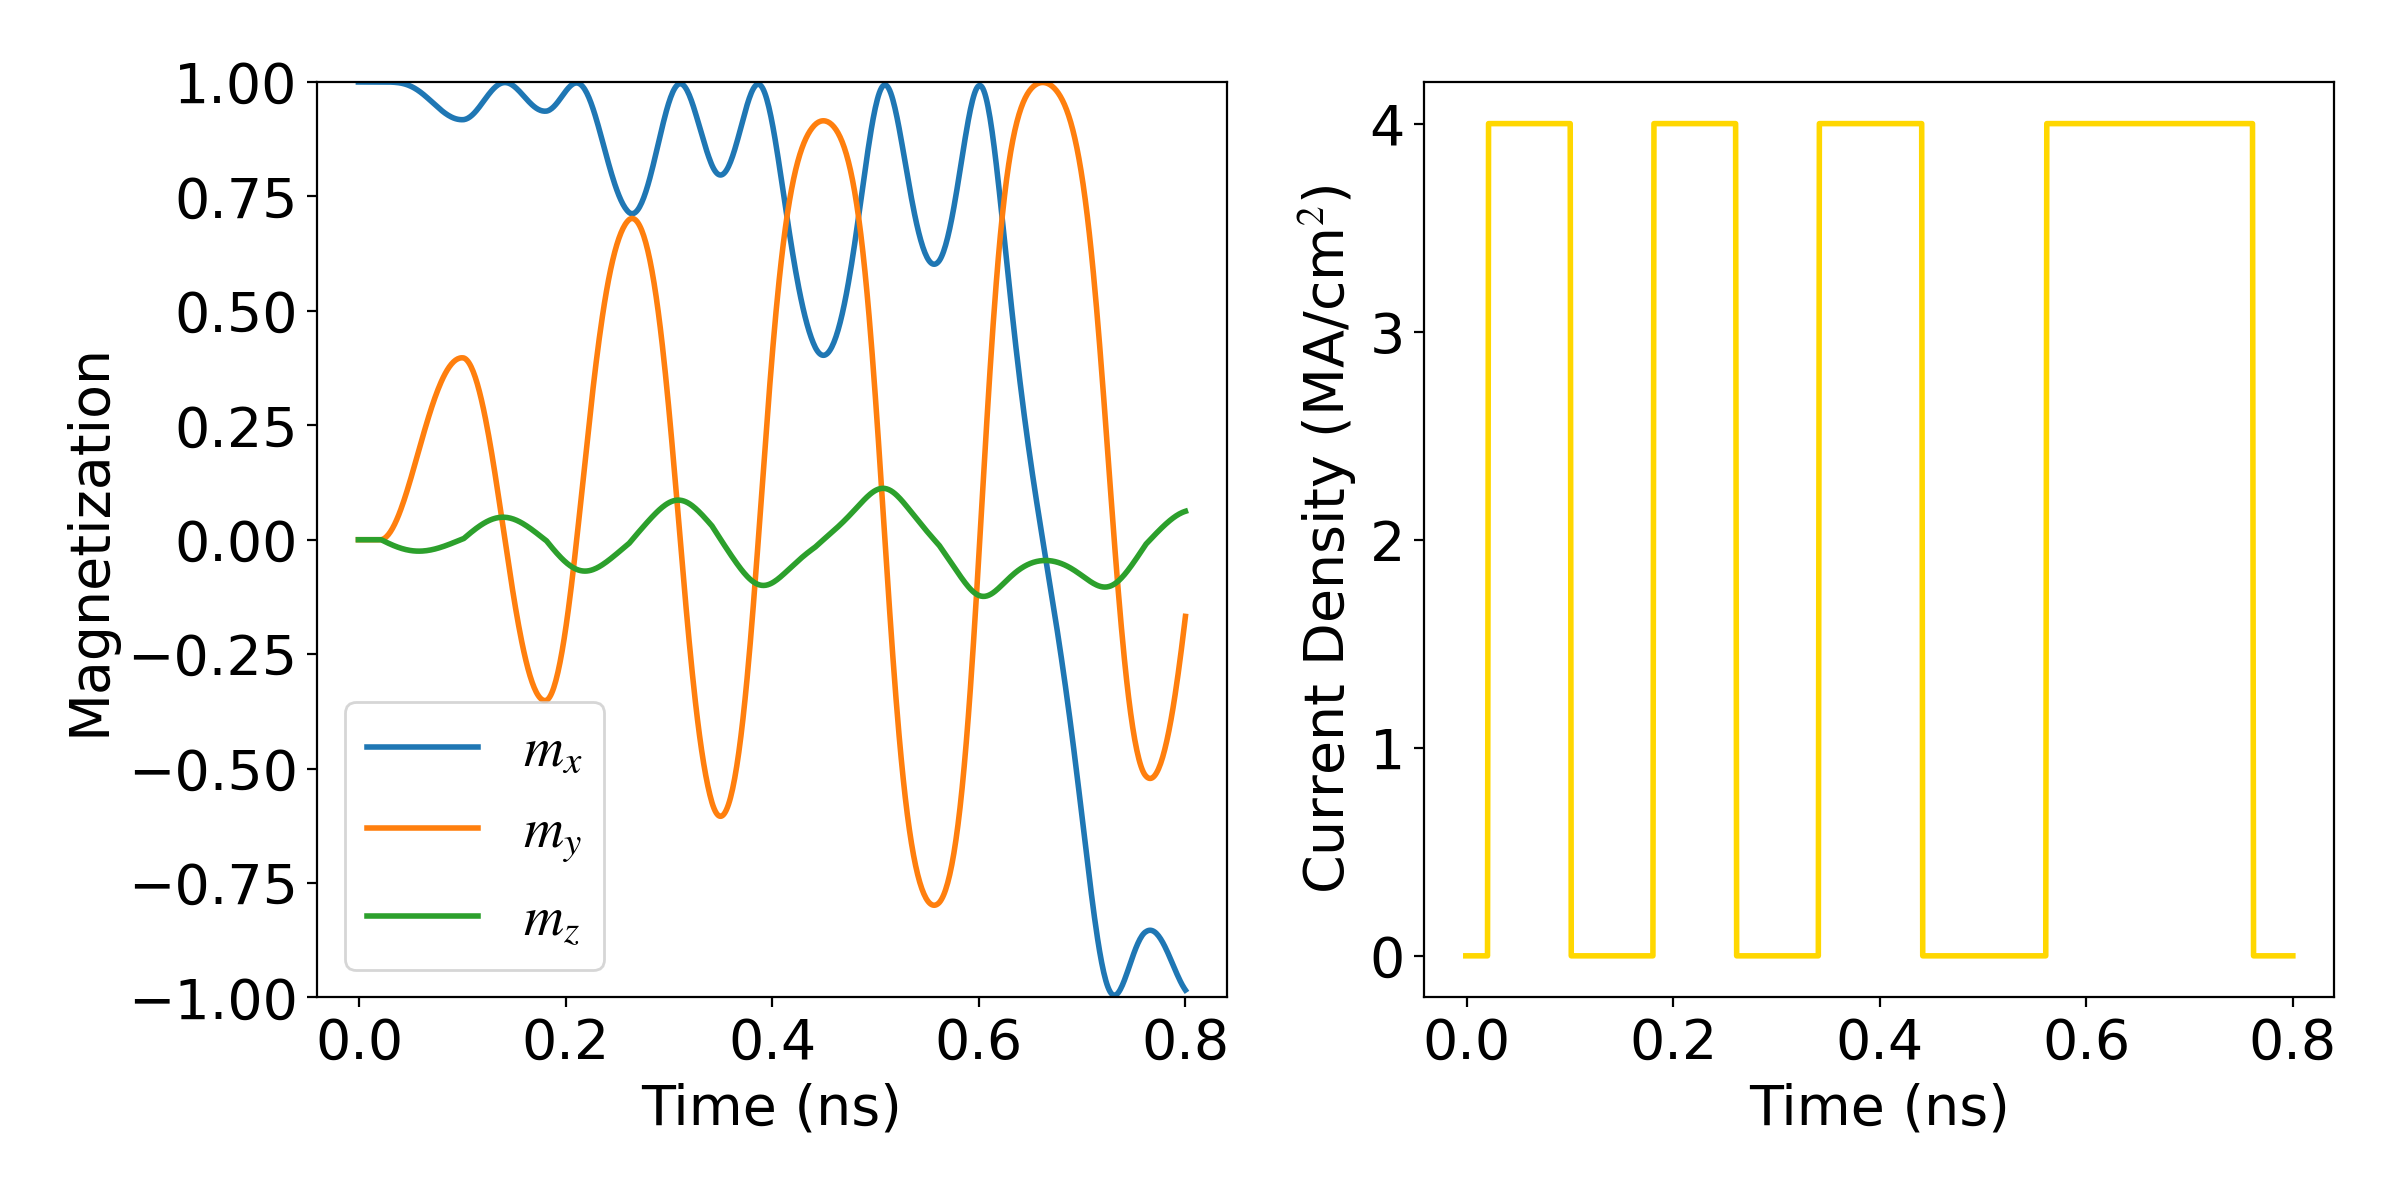 Magnetization
1.00
0.75
0.50
0.25
0.00
−0.25
−0.50
−0.75
−1.00
m_x
m_y
m_z
0.0 0.2 0.4 0.6 0.8
Time (ns)
Current Density (MA/cm²)
4
3
2
1
0
0.0 0.2 0.4 0.6 0.8
Time (ns)